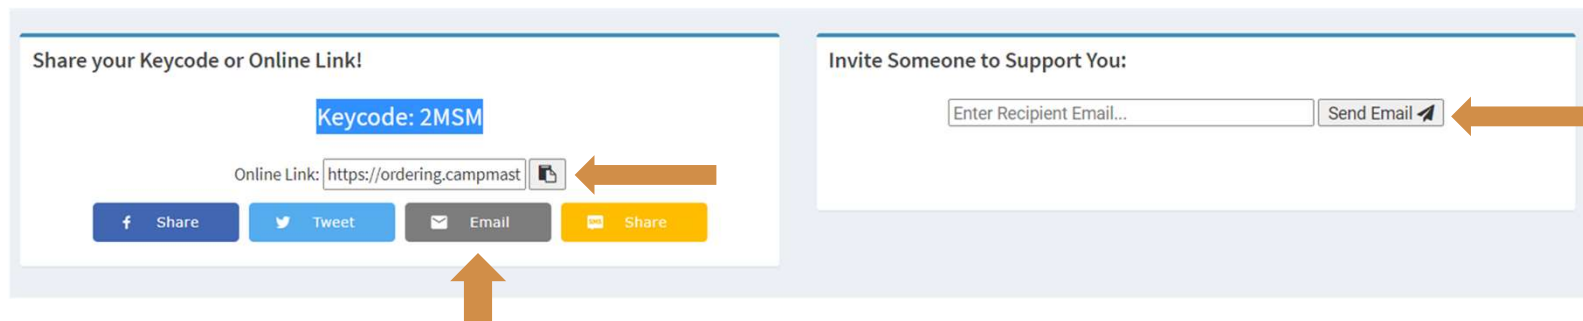 Share your Keycode or Online Link!
Keycode: 2MSM
Online Link: https://ordering.campmast
Share Tweet Email SMS Share
Invite Someone to Support You:
Enter Recipient Email... Send Email